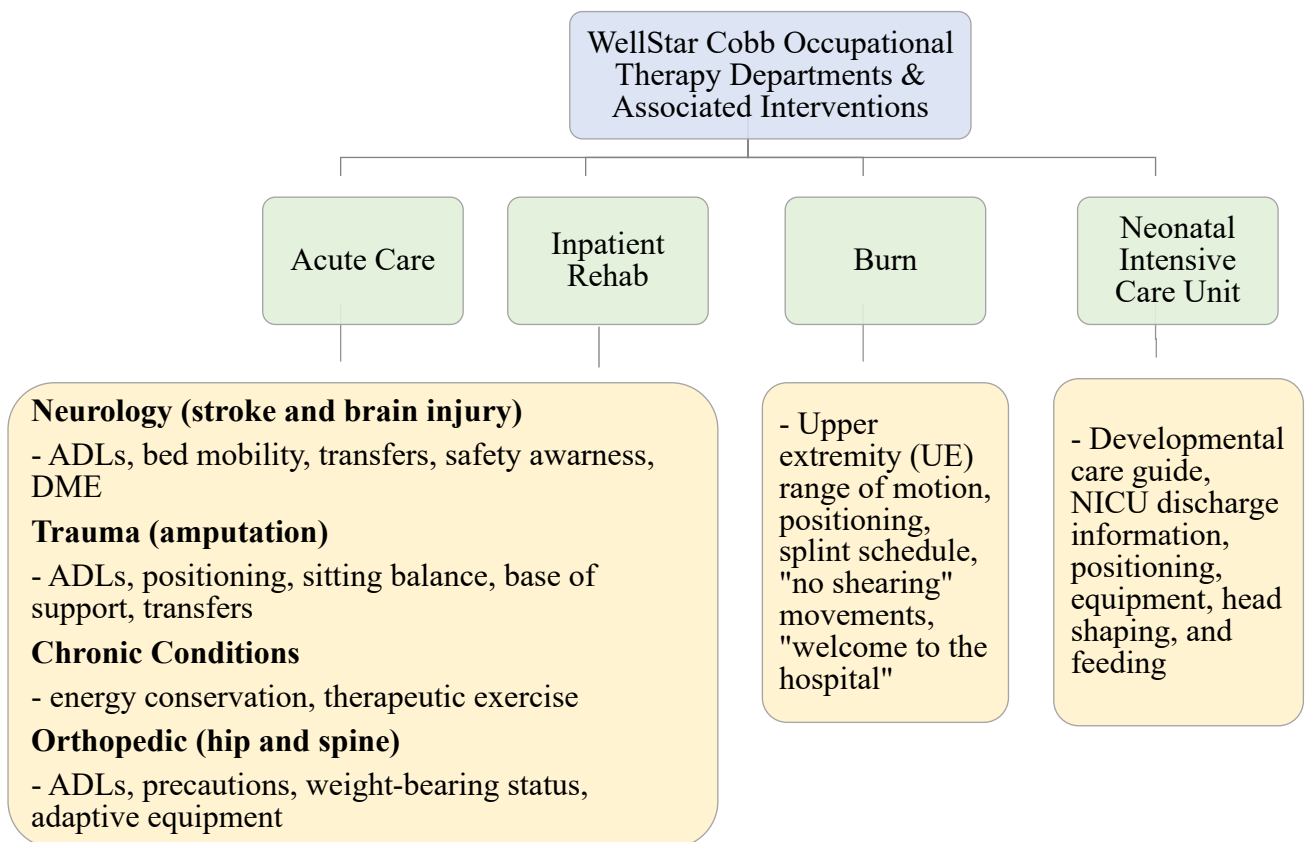 WellStar Cobb Occupational
Therapy Departments &
Associated Interventions
Acute Care
Inpatient
Rehab
Burn
Neonatal
Intensive
Care Unit
Neurology (stroke and brain injury)
- ADLs, bed mobility, transfers, safety awarness,
DME
Trauma (amputation)
- ADLs, positioning, sitting balance, base of
support, transfers
Chronic Conditions
- energy conservation, therapeutic exercise
Orthopedic (hip and spine)
- ADLs, precautions, weight-bearing status,
adaptive equipment
- Upper
extremity (UE)
range of motion,
positioning,
splint schedule,
"no shearing"
movements,
"welcome to the
hospital"
- Developmental
care guide,
NICU discharge
information,
positioning,
equipment, head
shaping, and
feeding